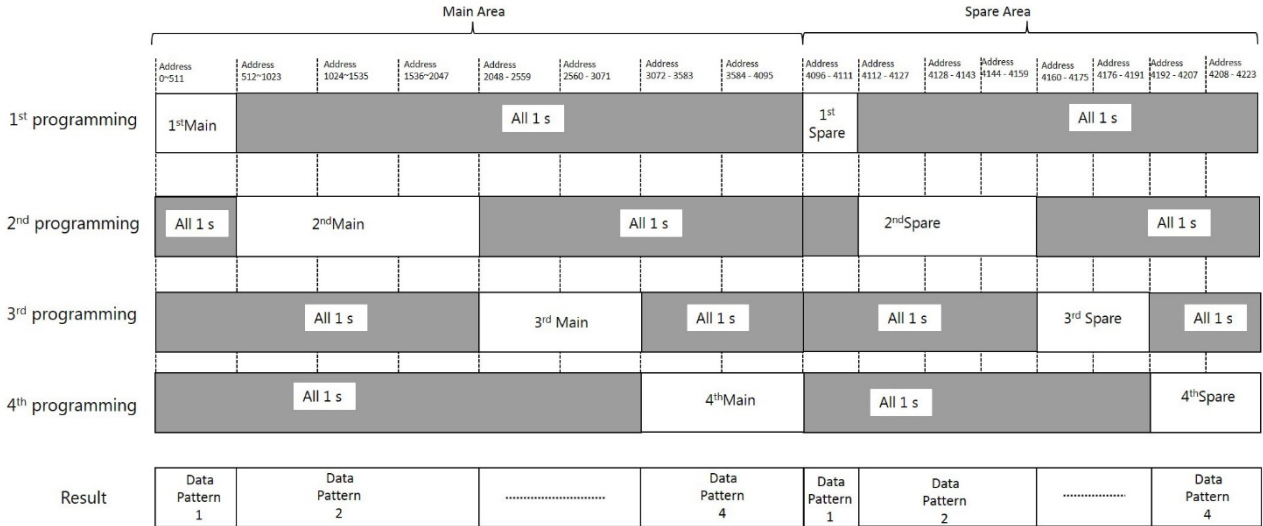 Main Area
Spare Area
Address
0~511
Address
512~1023
Address
1024~1535
Address
1536~2047
Address
2048 - 2559
Address
2560 - 3071
Address
3072 - 3583
Address
3584 - 4095
Address
4096 - 4111
Address
4112 - 4127
Address
4128 - 4143
Address
4144 - 4159
Address
4160 - 4175
Address
4176 - 4191
Address
4192 - 4207
Address
4208 - 4223
1st programming
1stMain
All 1 s
1st
Spare
All 1 s
2nd programming
All 1 s
2ndMain
All 1 s
2ndSpare
All 1 s
3rd programming
All 1 s
3rd Main
All 1 s
All 1 s
3rd Spare
All 1 s
4th programming
All 1 s
4thMain
All 1 s
4thSpare
Result
Data
Pattern
1
Data
Pattern
2
........................
Data
Pattern
4
Data
Pattern
1
Data
Pattern
2
.....................
Data
Pattern
4